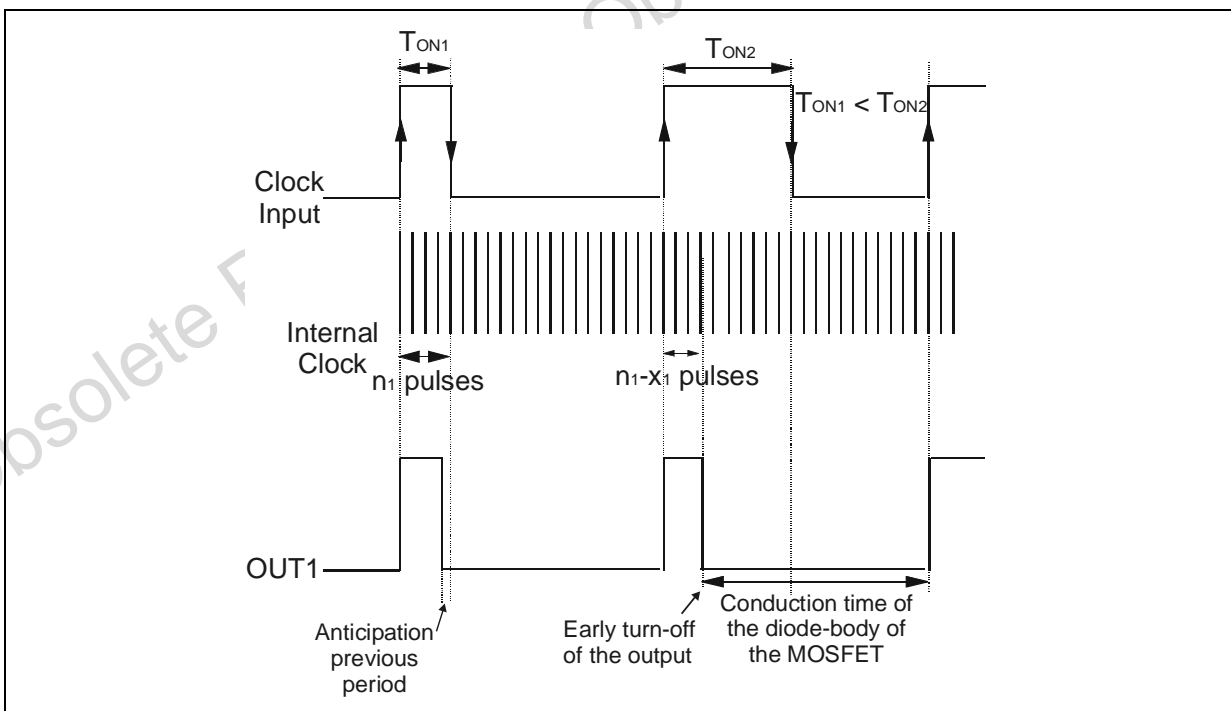 TON1
TON2
TON1 < TON2
Clock
Input
Internal
Clock
n1 pulses
n1-x1 pulses
OUT1
Anticipation
previous
period
Early turn-off
of the output
Conduction time of
the diode-body of
the MOSFET